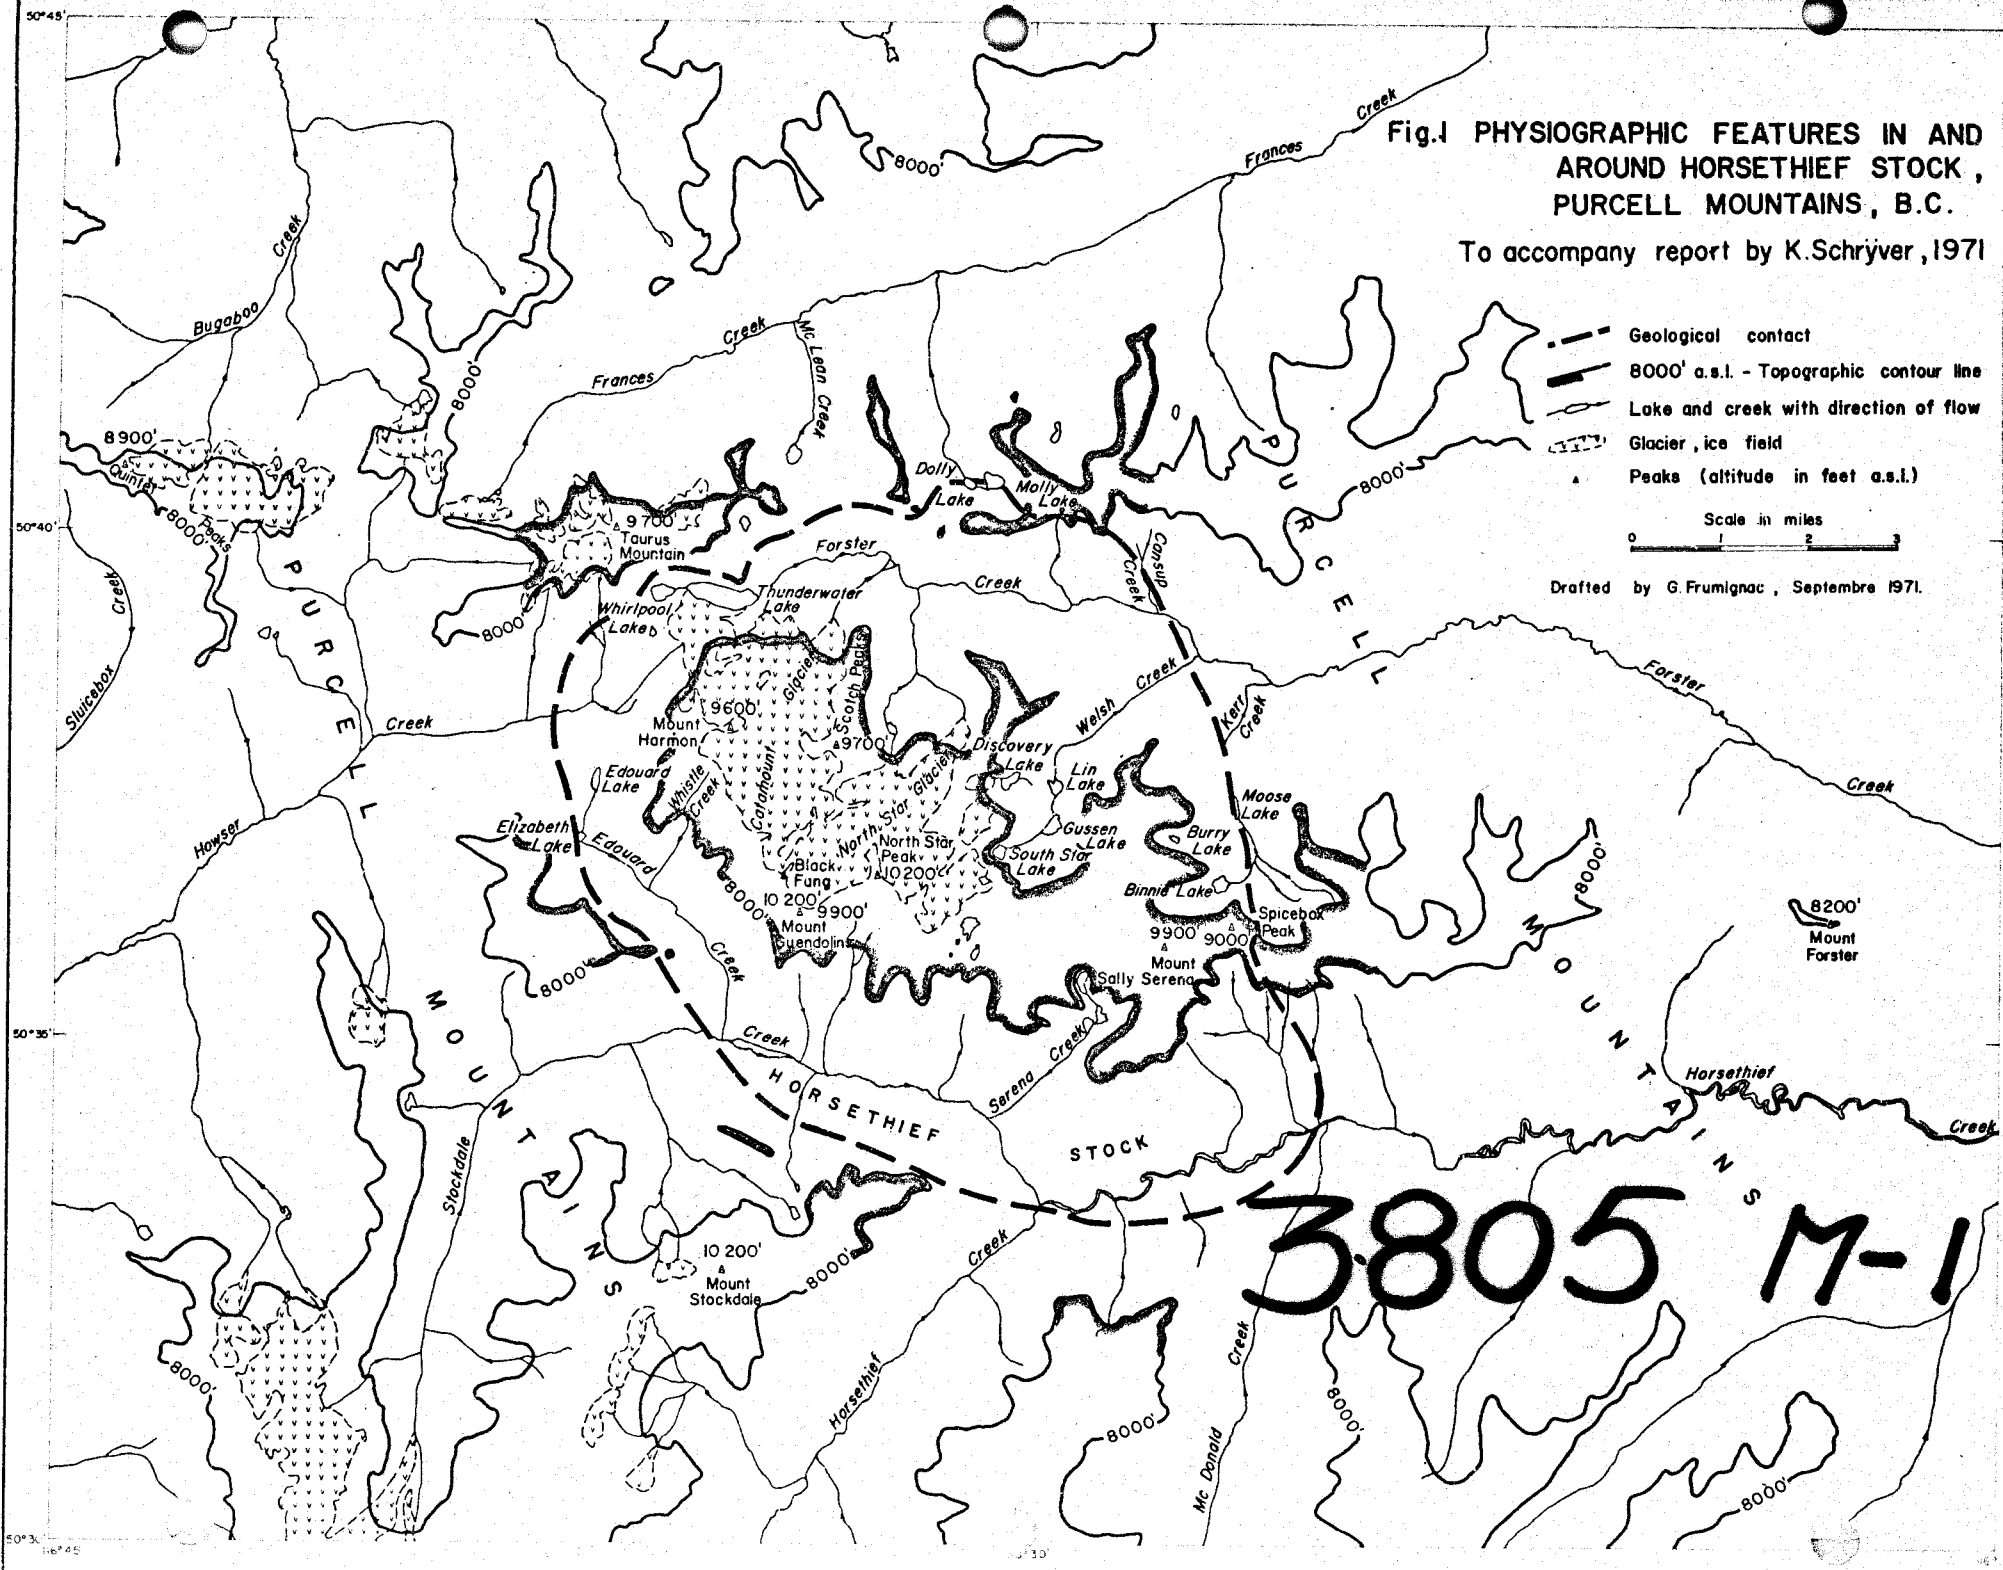 50°45'
Fig.1 PHYSIOGRAPHIC FEATURES IN AND
AROUND HORSETHIEF STOCK,
PURCELL MOUNTAINS, B.C.
To accompany report by K.Schrÿver, 1971
Geological contact
8000' a.s.l. - Topographic contour line
Lake and creek with direction of flow
Glacier, ice field
Peaks (altitude in feet a.s.l.)
Scale in miles
0 1 2 3
Drafted by G. Frumignac, Septembre 1971.
Frances Creek
8000'
Bugaboo Creek
Frances Creek
Mc Lean Creek
8000'
8900'
Quintet Peaks
8000'
50°40'
Dolly Lake
Molly Lake
9700'
Taurus Mountain
Forster Creek
Consup Creek
8000'
PURCELL MOUNTAINS
Sluicebox Creek
PURCELL MOUNTAINS
8000'
Whirlpool Lake
Thunderwater Lake
Glacier
Scotch Peaks
9600'
Mount Harmon
9700'
Catamount
Creek
Welsh Creek
Kerr Creek
Forster Creek
Discovery Lake
Lin Lake
Edouard Lake
Whistle Creek
North Star Glacier
Moose Lake
Howser
Elizabeth Lake
Edouard Creek
Gussen Lake
Burry Lake
North Star Peak
10 200'
South Star Lake
Black Fung
10 200'
Binnie Lake
8000'
9900'
Mount Guendoline
Spicebox Peak
9900'
9000'
Mount Sally Serena
8000'
8200'
Mount Forster
8000'
50°35'
Creek
Serena Creek
HORSETHIEF STOCK
Horsethief Creek
Stockdale
3805 M-1
10 200'
Mount Stockdale
8000'
Creek
Horsethief
8000'
8000'
Mc Donald Creek
8000'
8000'